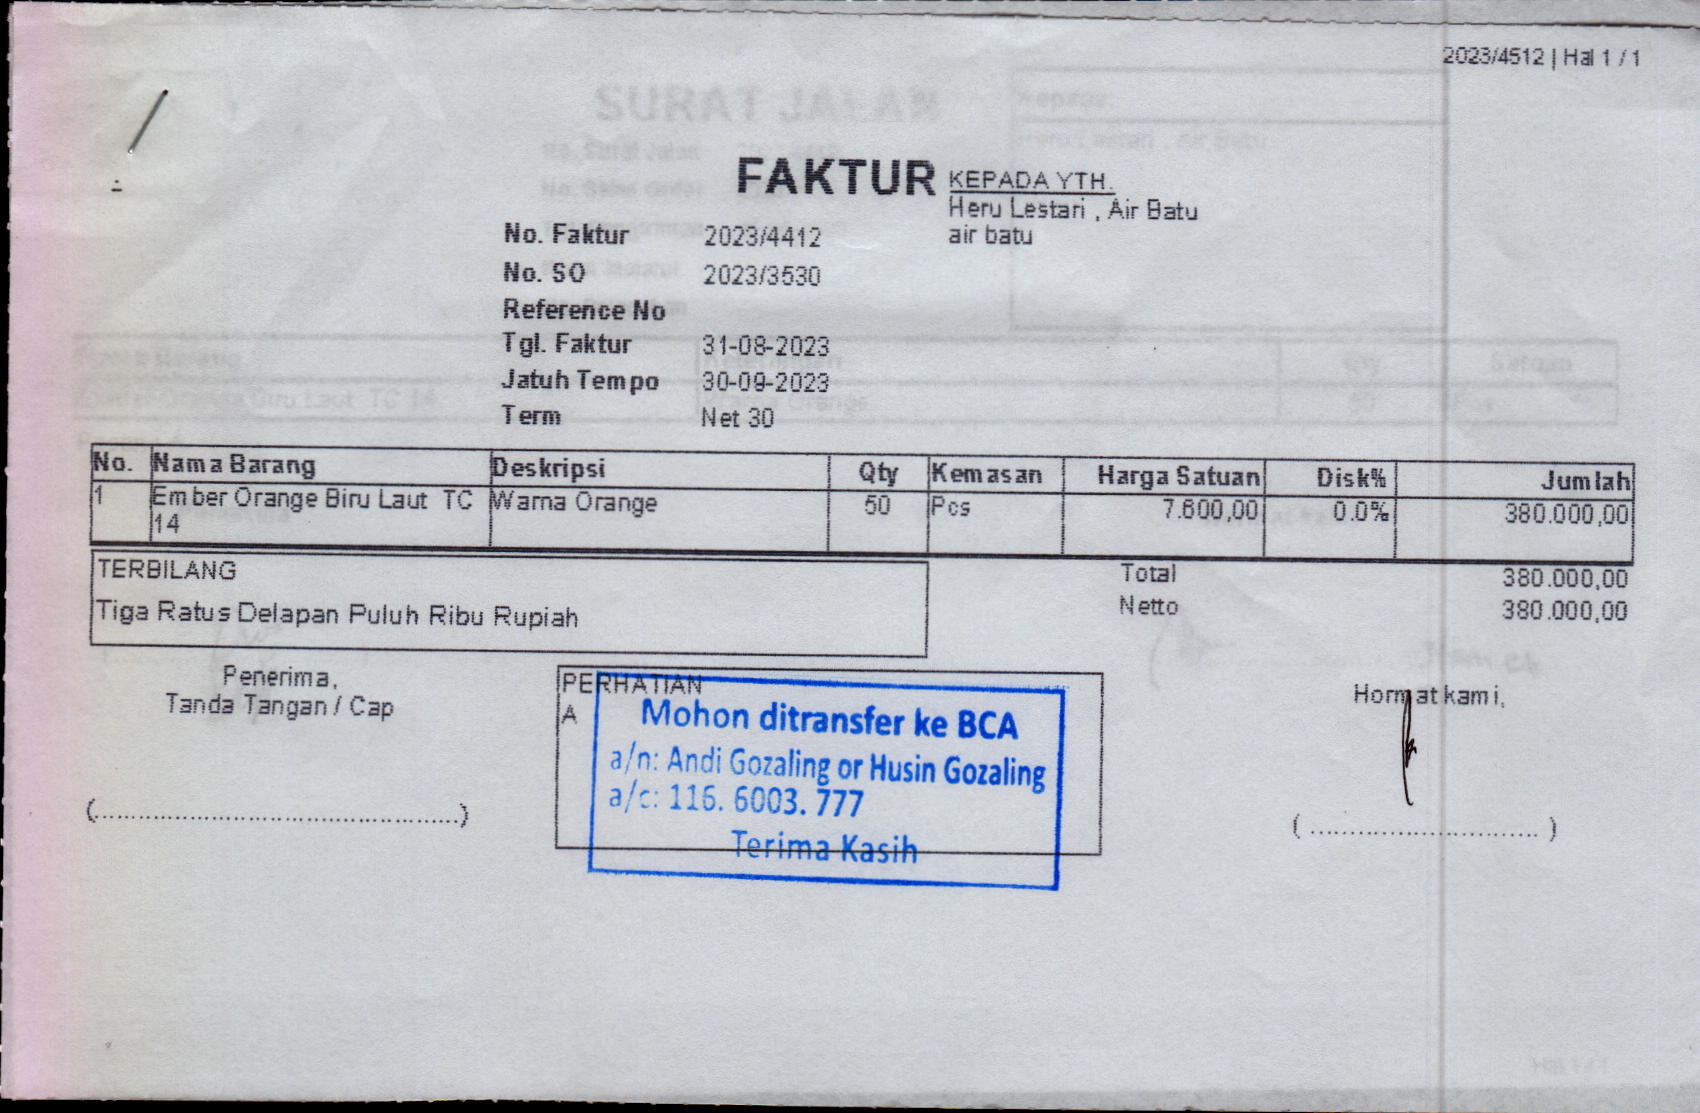 2023/4512 | Hal 1 / 1
FAKTUR
KEPADA YTH.
Heru Lestari , Air Batu
air batu
No. Faktur 2023/4412
No. SO 2023/3530
Reference No
Tgl. Faktur 31-08-2023
Jatuh Tempo 30-09-2023
Term Net 30
No. Nama Barang Deskripsi Qty Kemasan Harga Satuan Disk% Jumlah
1 Ember Orange Biru Laut TC Warna Orange 50 Pcs 7.600,00 0.0% 380.000,00
14
TERBILANG
Tiga Ratus Delapan Puluh Ribu Rupiah
Total 380.000,00
Netto 380.000,00
Penerima,
Tanda Tangan / Cap
(................................................)
PERHATIAN
A
Mohon ditransfer ke BCA
a/n: Andi Gozaling or Husin Gozaling
a/c: 116. 6003. 777
Terima Kasih
Hormat kami,
( .............................. )
SURAT JALAN